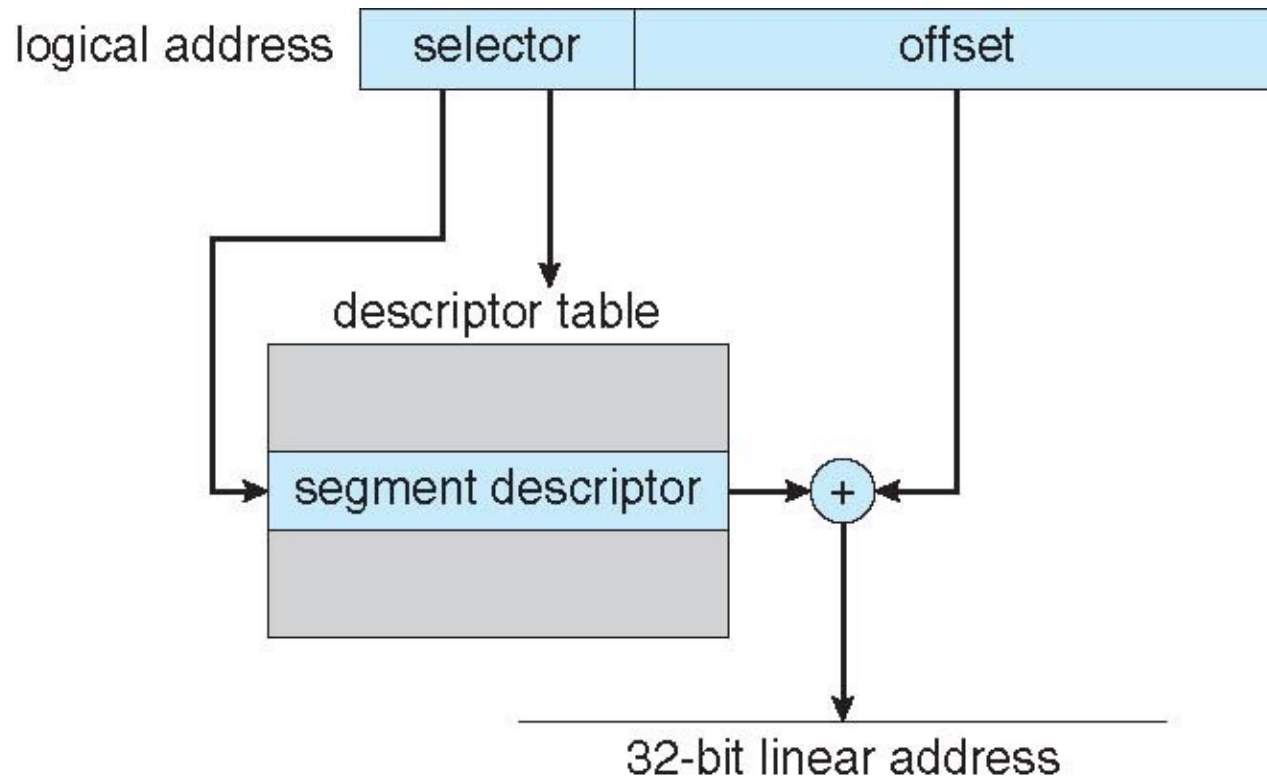 logical address
selector
offset
descriptor table
segment descriptor
+
32-bit linear address